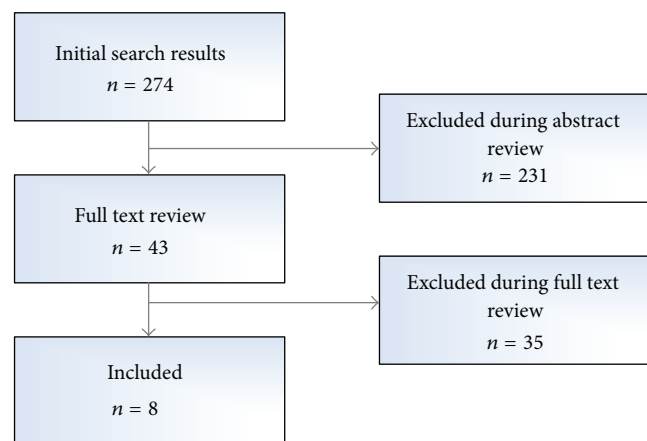 Initial search results
n = 274
Excluded during abstract
review
n = 231
Full text review
n = 43
Excluded during full text
review
n = 35
Included
n = 8